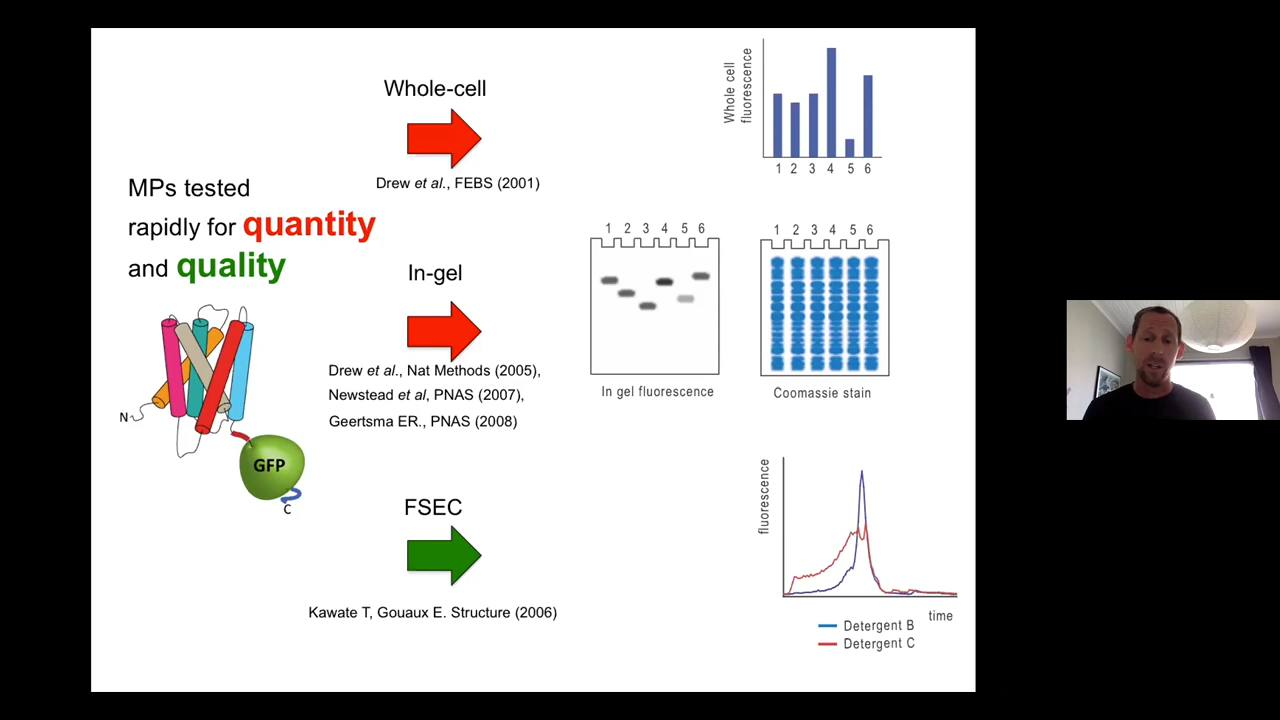 Whole-cell
Drew et al., FEBS (2001)
Whole cell
fluorescence
1 2 3 4 5 6
MPs tested
rapidly for quantity
and quality
In-gel
Drew et al., Nat Methods (2005),
Newstead et al, PNAS (2007),
Geertsma ER., PNAS (2008)
1 2 3 4 5 6
In gel fluorescence
1 2 3 4 5 6
Coomassie stain
N
GFP
C
FSEC
Kawate T, Gouaux E. Structure (2006)
fluorescence
time
Detergent B
Detergent C